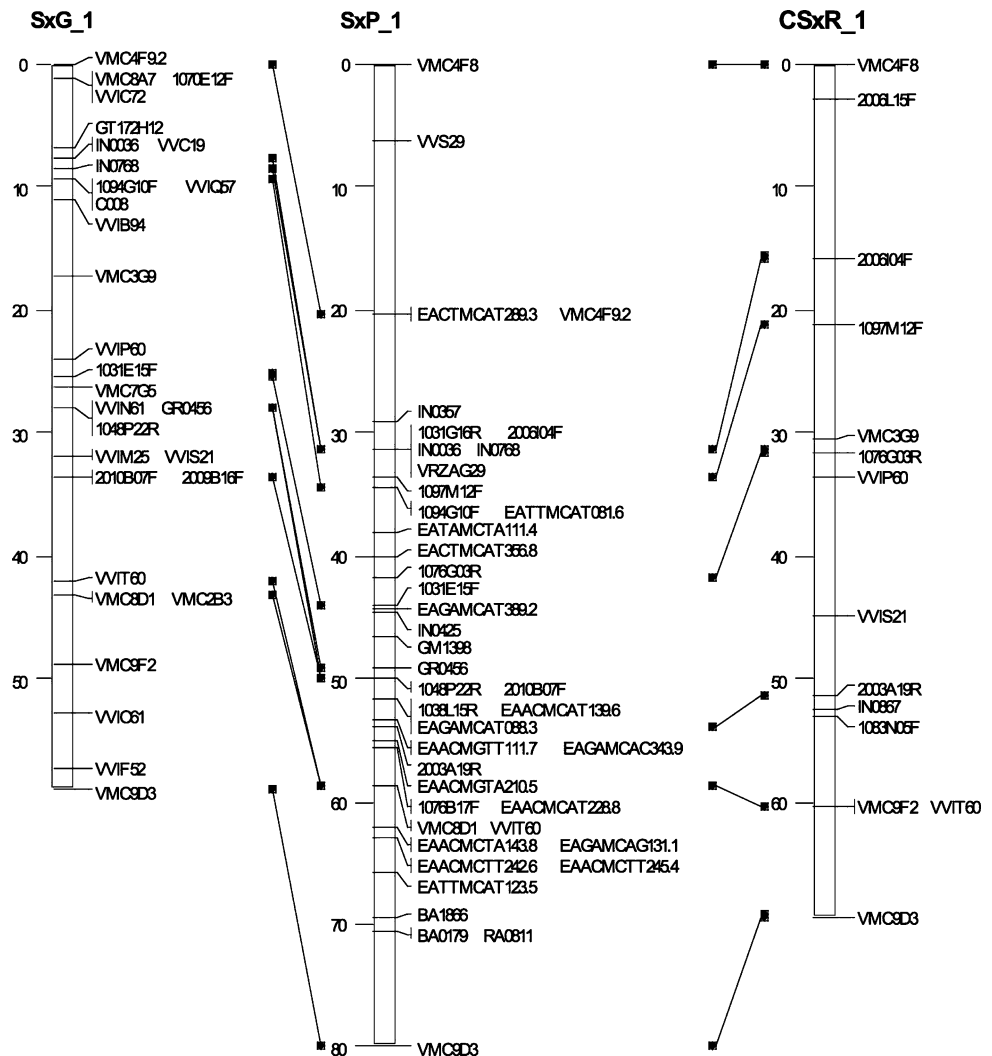 SxG_1
0
VMC4F9.2
VMC8A7 1070E12F
VVIC72
GT172H12
IN0036 VVC19
IN0768
10
1094G10F VVIQ57
C008
VVIB94
VMC3G9
20
VVIP60
1031E15F
VMC7G5
VVIN61 GR0456
1048P22R
30
VVIM25 VVIS21
2010B07F 2009B16F
40
VVIT60
VMC8D1 VMC2B3
VMC9F2
50
VVIO61
VVIF52
VMC9D3
SxP_1
0
VMC4F8
VVS29
10
20
EACTMCAT289.3 VMC4F9.2
IN0357
30
1031G16R 2006I04F
IN0036 IN0768
VRZAG29
1097M12F
1094G10F EATTMCAT081.6
EATAMCTA111.4
40
EACTMCAT356.8
1076G03R
1031E15F
EAGAMCAT389.2
IN0425
GM1398
GR0456
50
1048P22R 2010B07F
1038L15R EAACMCAT139.6
EAGAMCAT088.3
EAACMGTT111.7 EAGAMCAC343.9
2003A19R
EAACMGTA210.5
60
1076B17F EAACMCAT228.8
VMC8D1 VVIT60
EAACMCTA143.8 EAGAMCAG131.1
EAACMCTT242.6 EAACMCTT245.4
EATTMCAT123.5
70
BA1866
BA0179 RA0811
80
VMC9D3
CSxR_1
0
VMC4F8
2006L15F
10
2006I04F
20
1097M12F
30
VMC3G9
1076G03R
VVIP60
40
VVIS21
50
2003A19R
IN0867
1083N05F
60
VMC9F2 VVIT60
VMC9D3